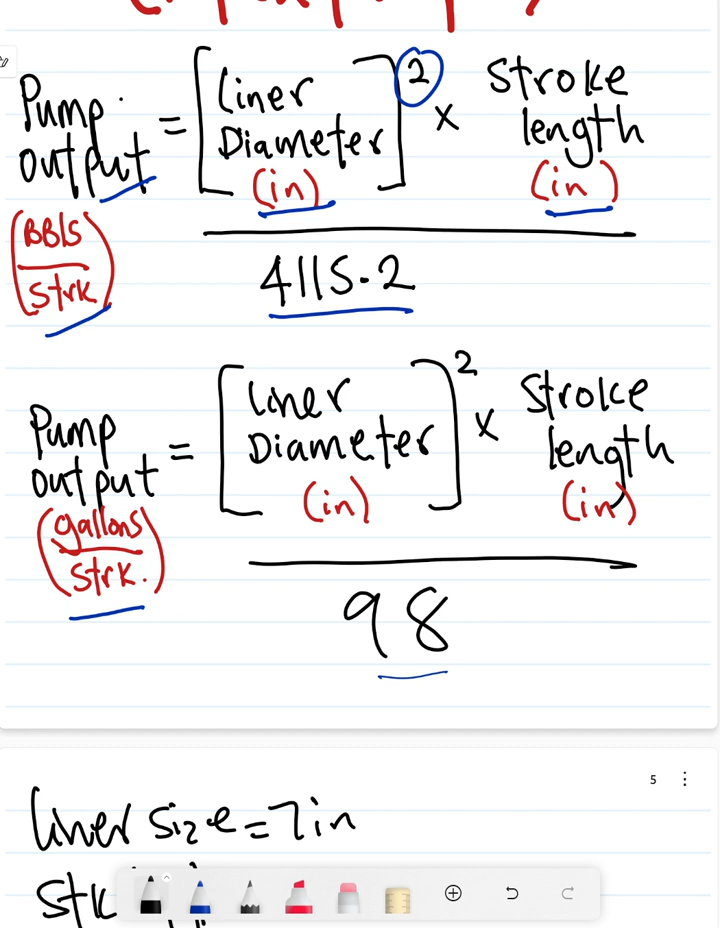 Pump output = [Liner Diameter (in)]2 x Stroke length (in)
(BBls / Strk)
4115.2
Pump output = [Liner Diameter (in)]2 x Stroke length (in)
(gallons / Strk.)
98
5
Liner size = 7in
Stk